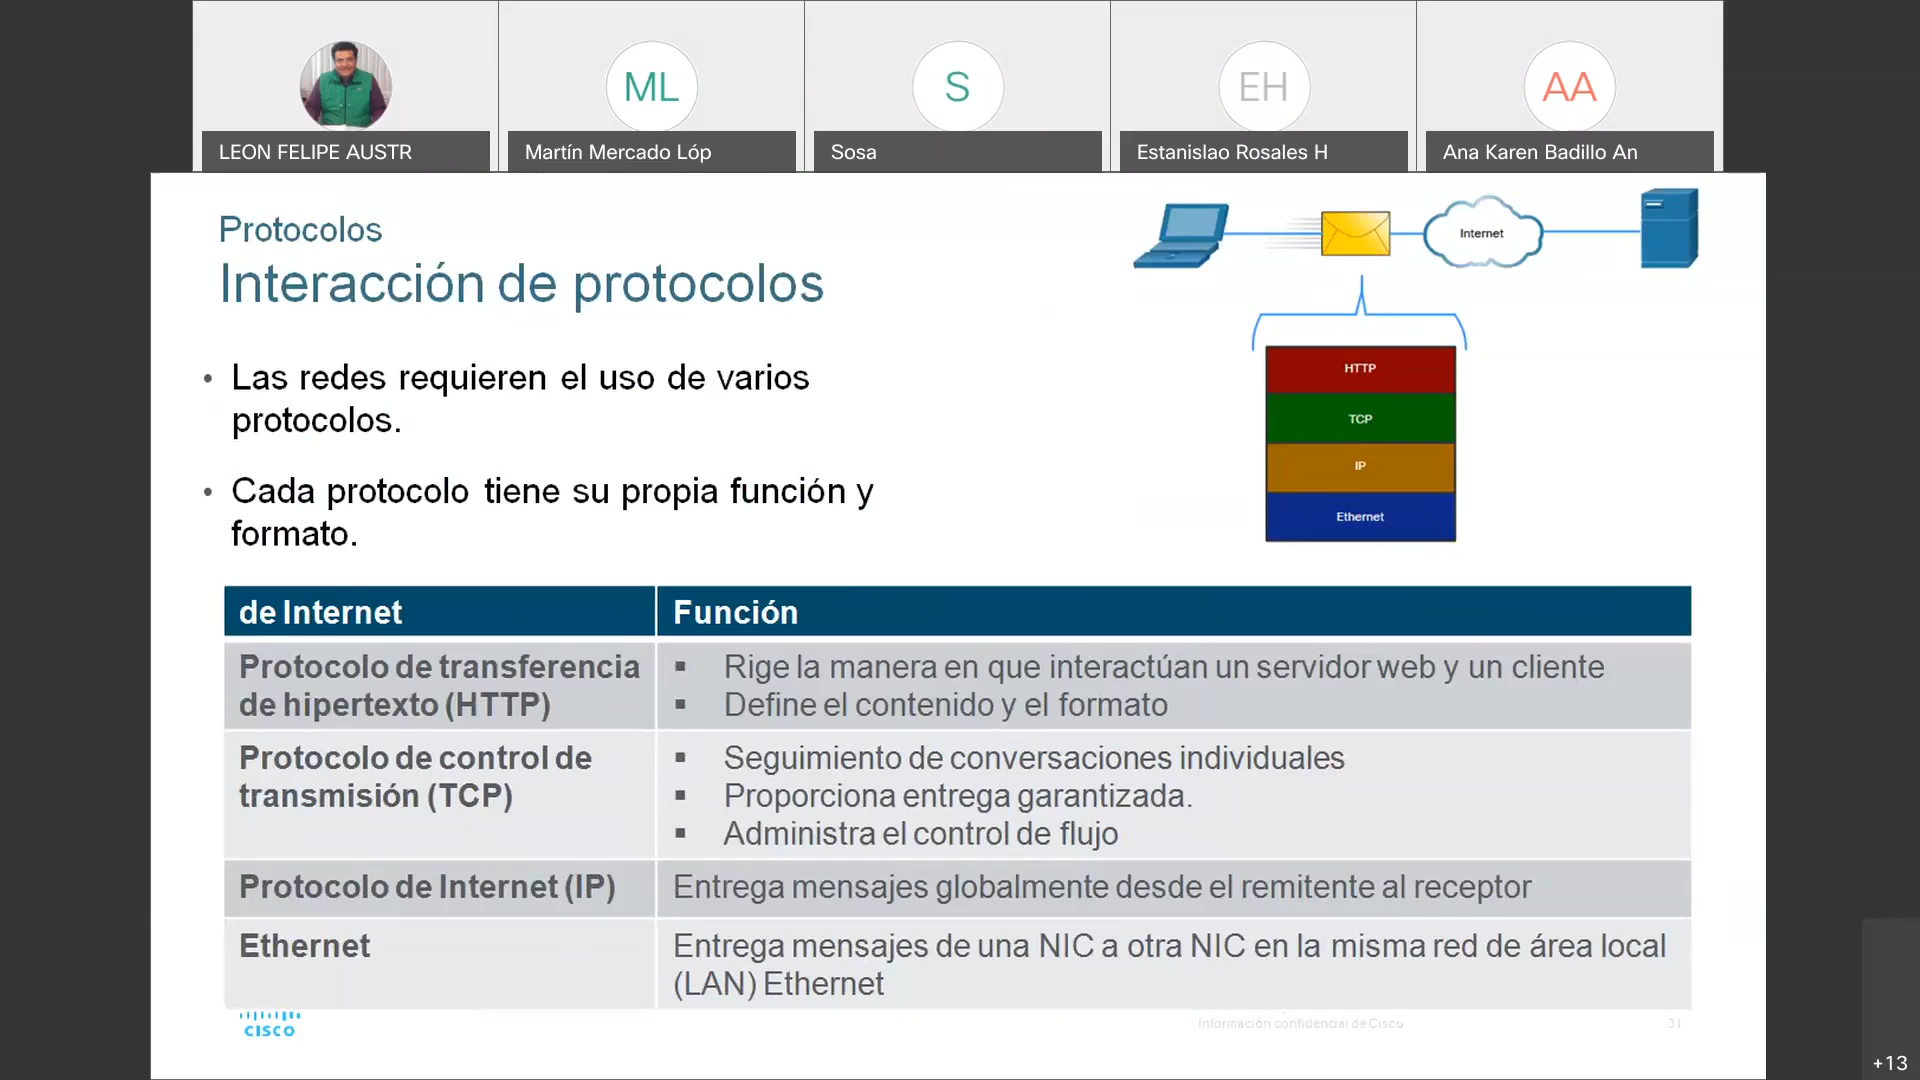 ML
S
EH
AA
LEON FELIPE AUSTR
Martín Mercado Lóp
Sosa
Estanislao Rosales H
Ana Karen Badillo An
Protocolos
Interacción de protocolos
Internet
Las redes requieren el uso de varios
protocolos.
Cada protocolo tiene su propia función y
formato.
HTTP
TCP
IP
Ethernet
de Internet
Función
Protocolo de transferencia
de hipertexto (HTTP)
Rige la manera en que interactúan un servidor web y un cliente
Define el contenido y el formato
Protocolo de control de
transmisión (TCP)
Seguimiento de conversaciones individuales
Proporciona entrega garantizada.
Administra el control de flujo
Protocolo de Internet (IP)
Entrega mensajes globalmente desde el remitente al receptor
Ethernet
Entrega mensajes de una NIC a otra NIC en la misma red de área local
(LAN) Ethernet
CISCO
Información confidencial de Cisco
31
+13